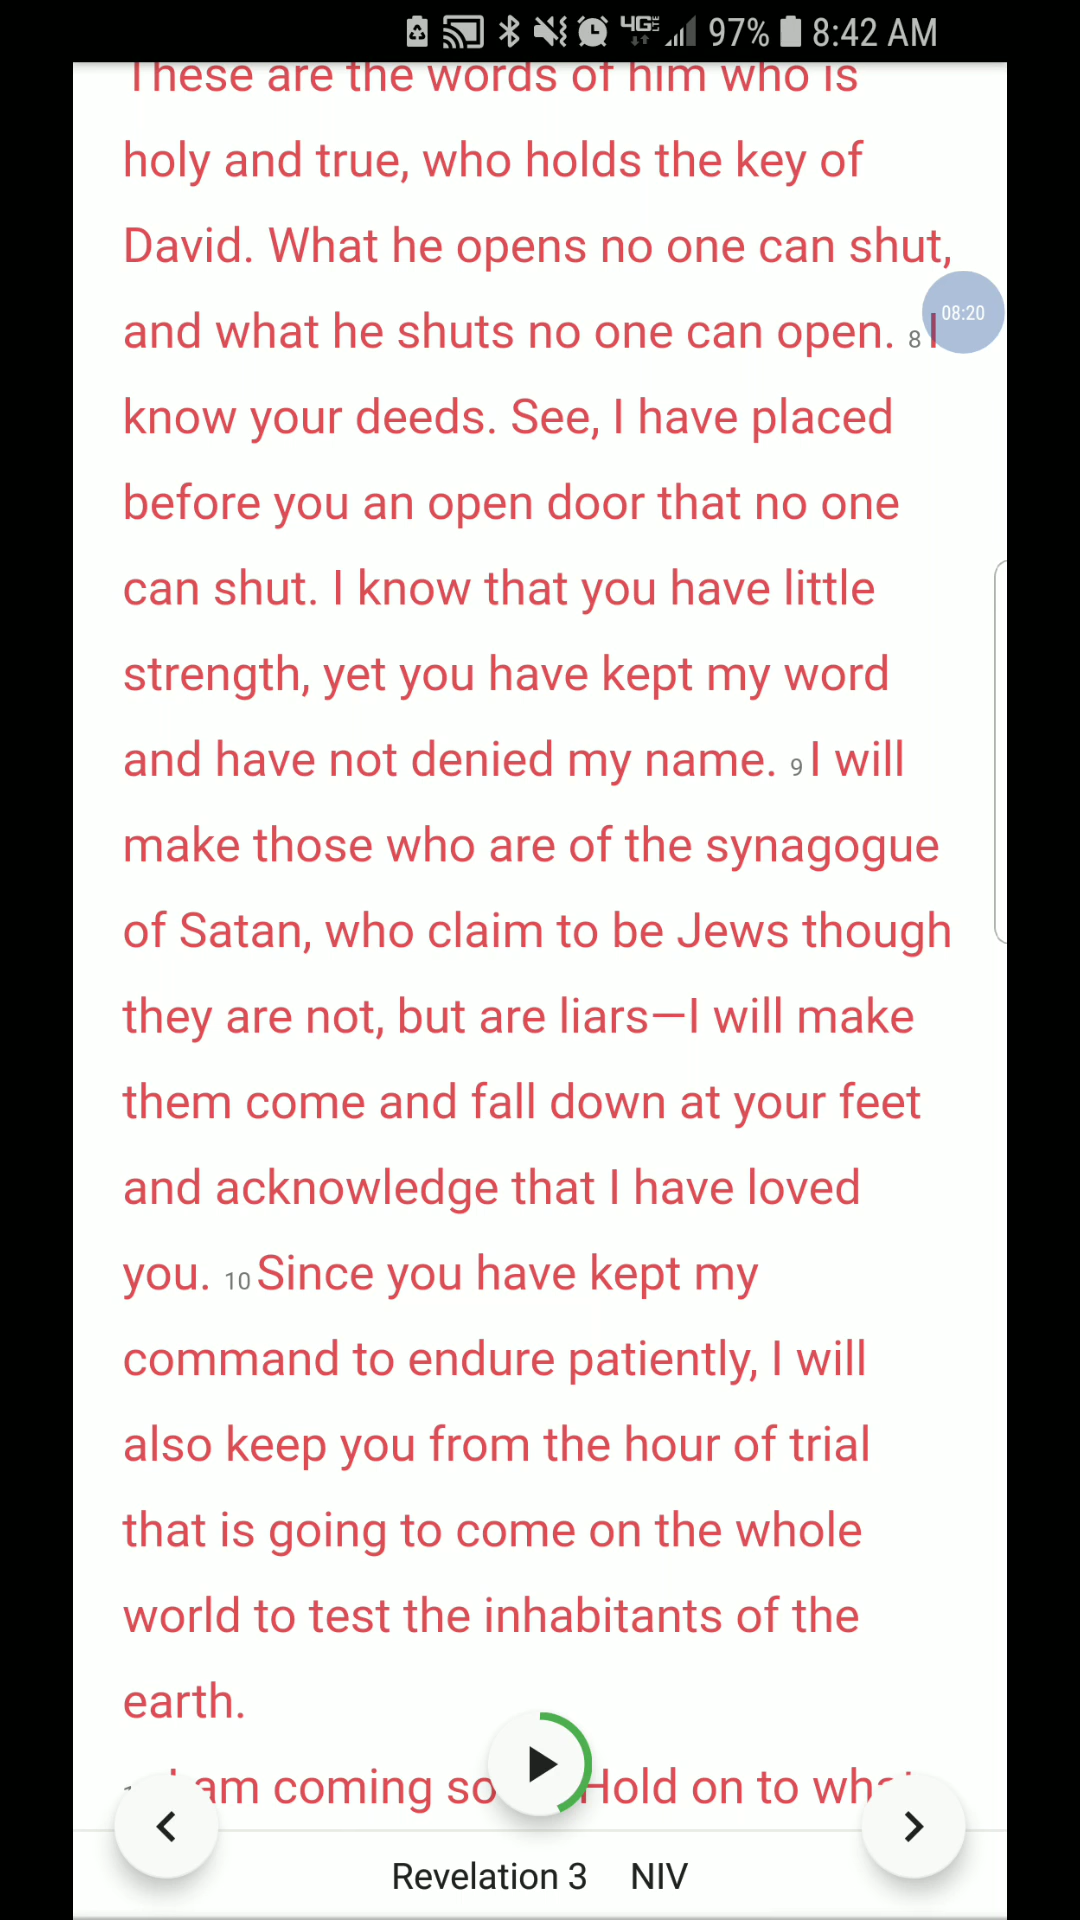 4G LTE 97% 8:42 AM
These are the words of him who is
holy and true, who holds the key of
David. What he opens no one can shut,
and what he shuts no one can open. 8 I
08:20
know your deeds. See, I have placed
before you an open door that no one
can shut. I know that you have little
strength, yet you have kept my word
and have not denied my name. 9 I will
make those who are of the synagogue
of Satan, who claim to be Jews though
they are not, but are liars—I will make
them come and fall down at your feet
and acknowledge that I have loved
you. 10 Since you have kept my
command to endure patiently, I will
also keep you from the hour of trial
that is going to come on the whole
world to test the inhabitants of the
earth.
am coming so Hold on to what
Revelation 3 NIV